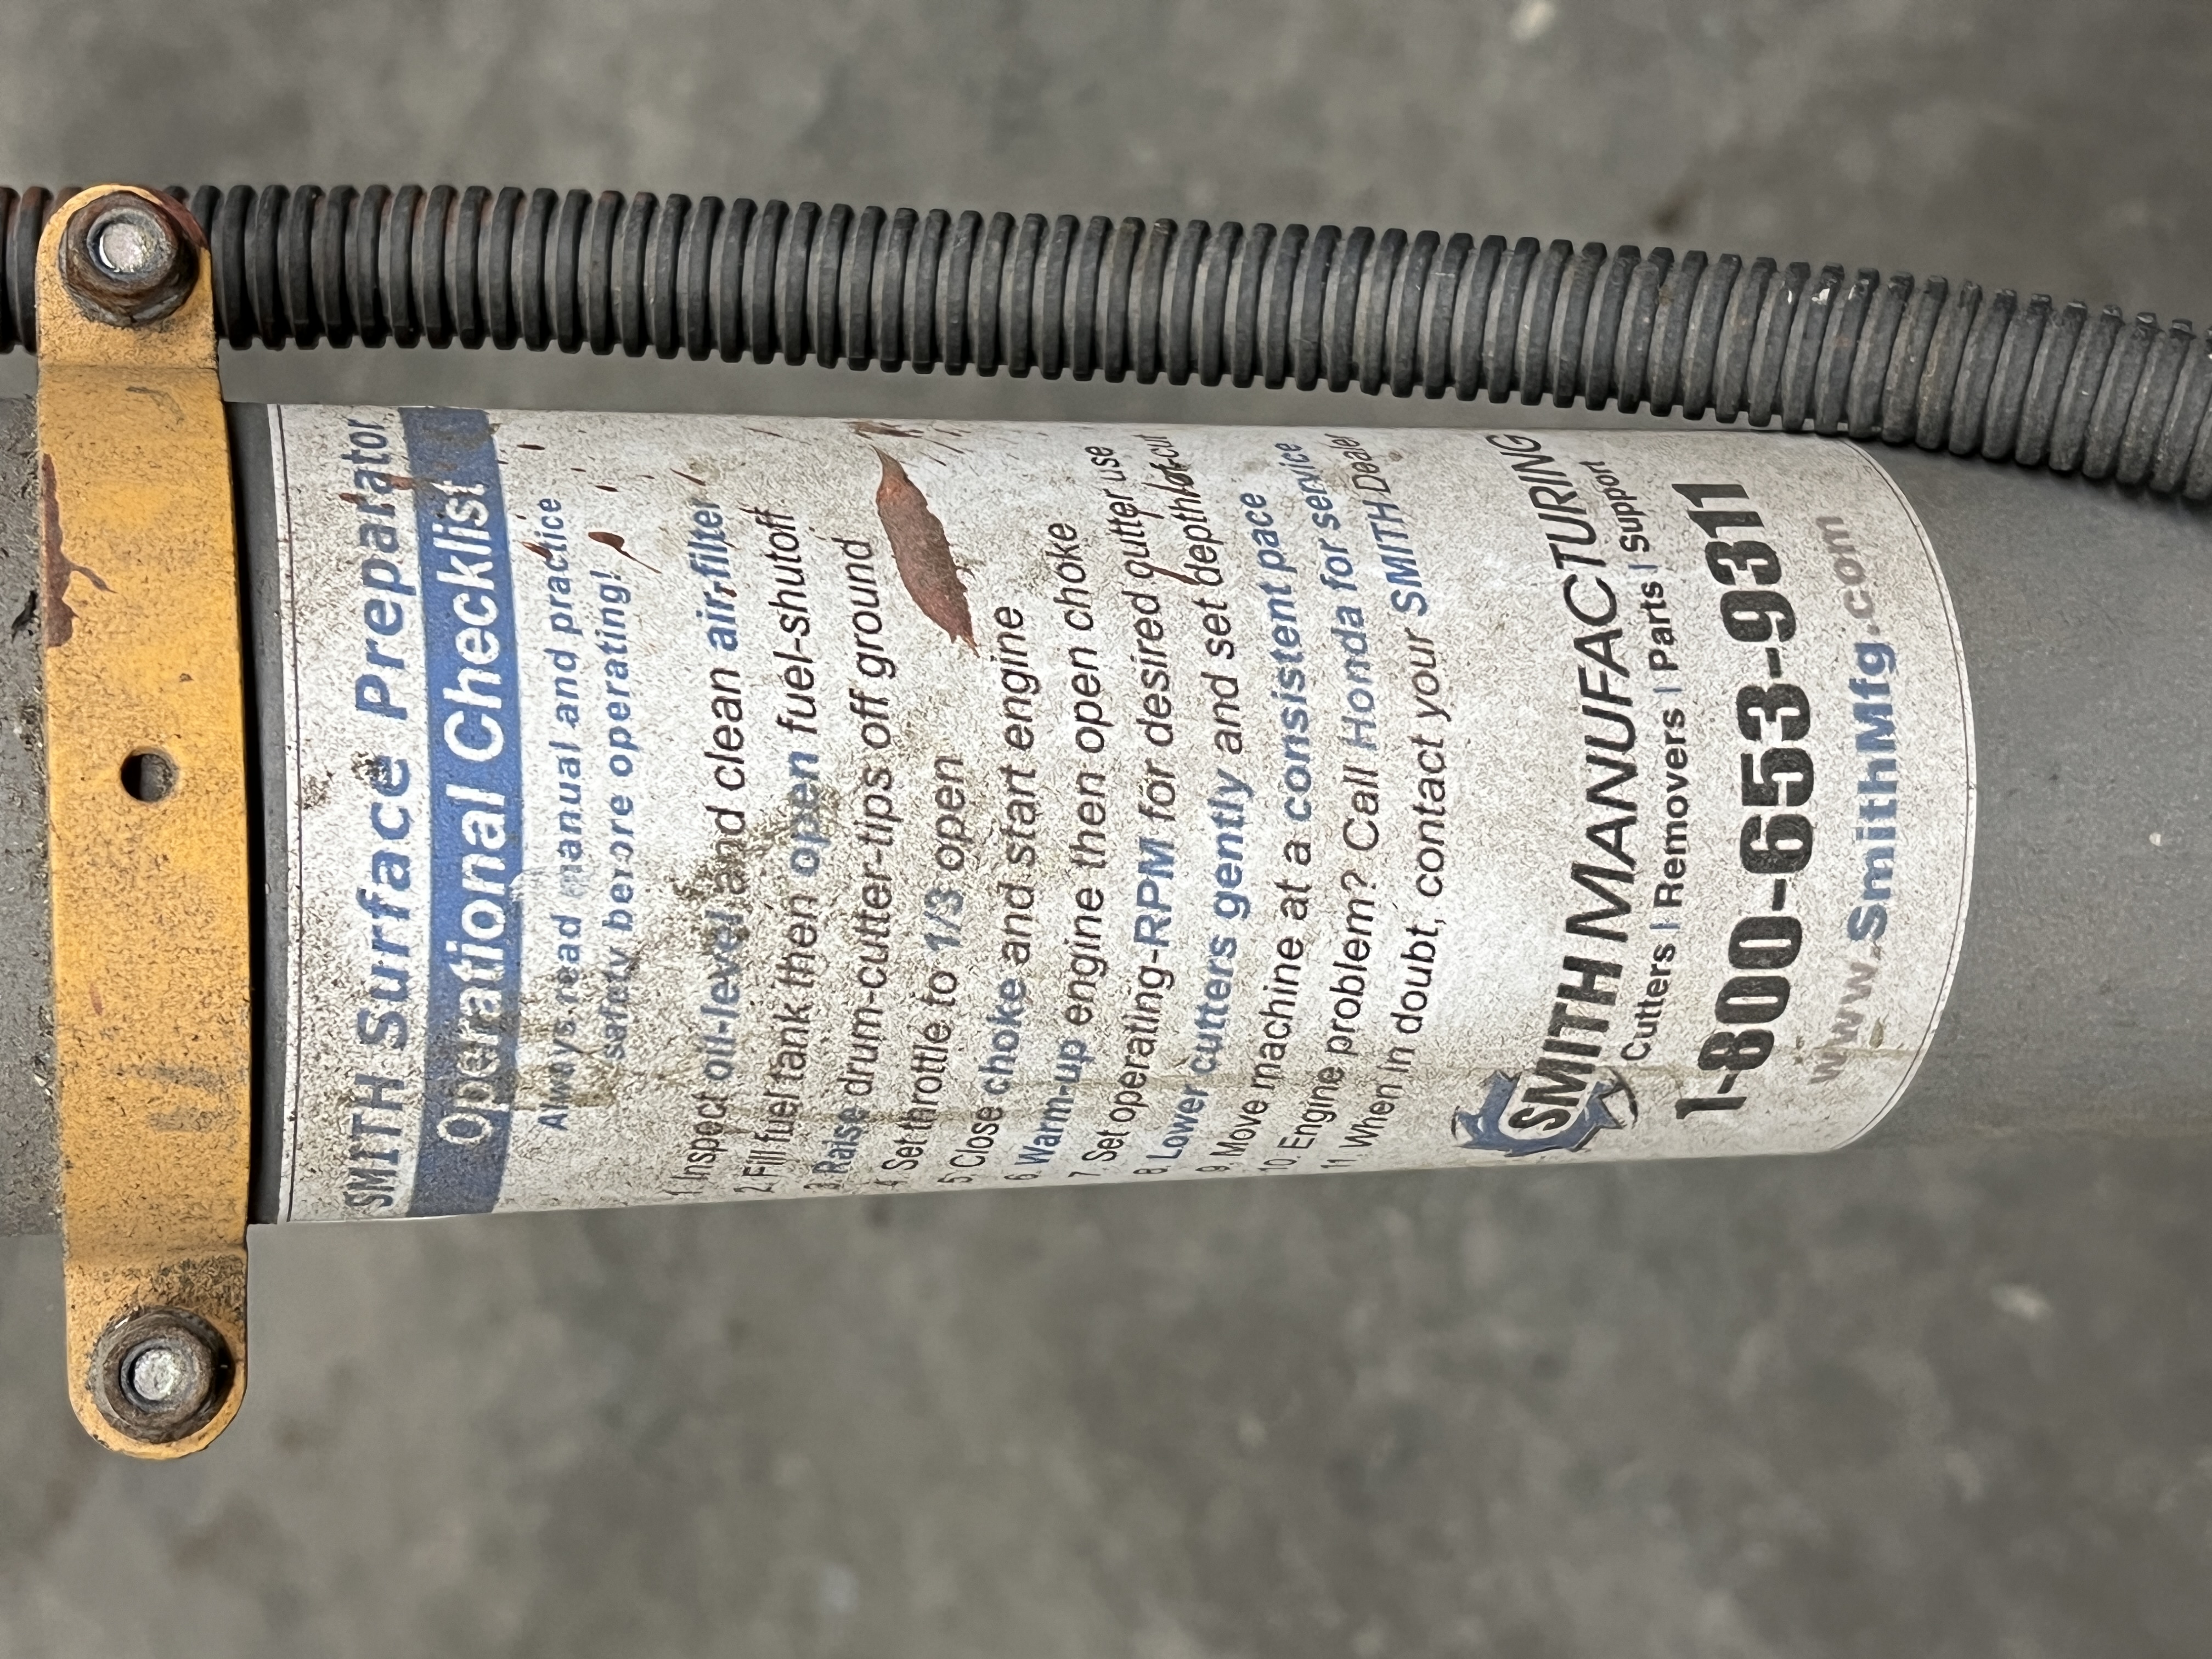 SMITH Surface Preparator
Operational Checklist
Always read manual and practice
safety before operating!
1. Inspect oil-level and clean air-filter
2. Fill fuel tank then open fuel-shutoff
3. Raise drum-cutter-tips off ground
4. Set throttle to 1/3 open
5. Close choke and start engine
6. Warm-up engine then open choke
7. Set operating-RPM for desired cutter use
8. Lower cutters gently and set depth-of-cut
9. Move machine at a consistent pace
10. Engine problem? Call Honda for service
11. When in doubt, contact your SMITH Dealer
SMITH MANUFACTURING
Cutters | Removers | Parts | Support
1-800-653-9311
www.SmithMfg.com